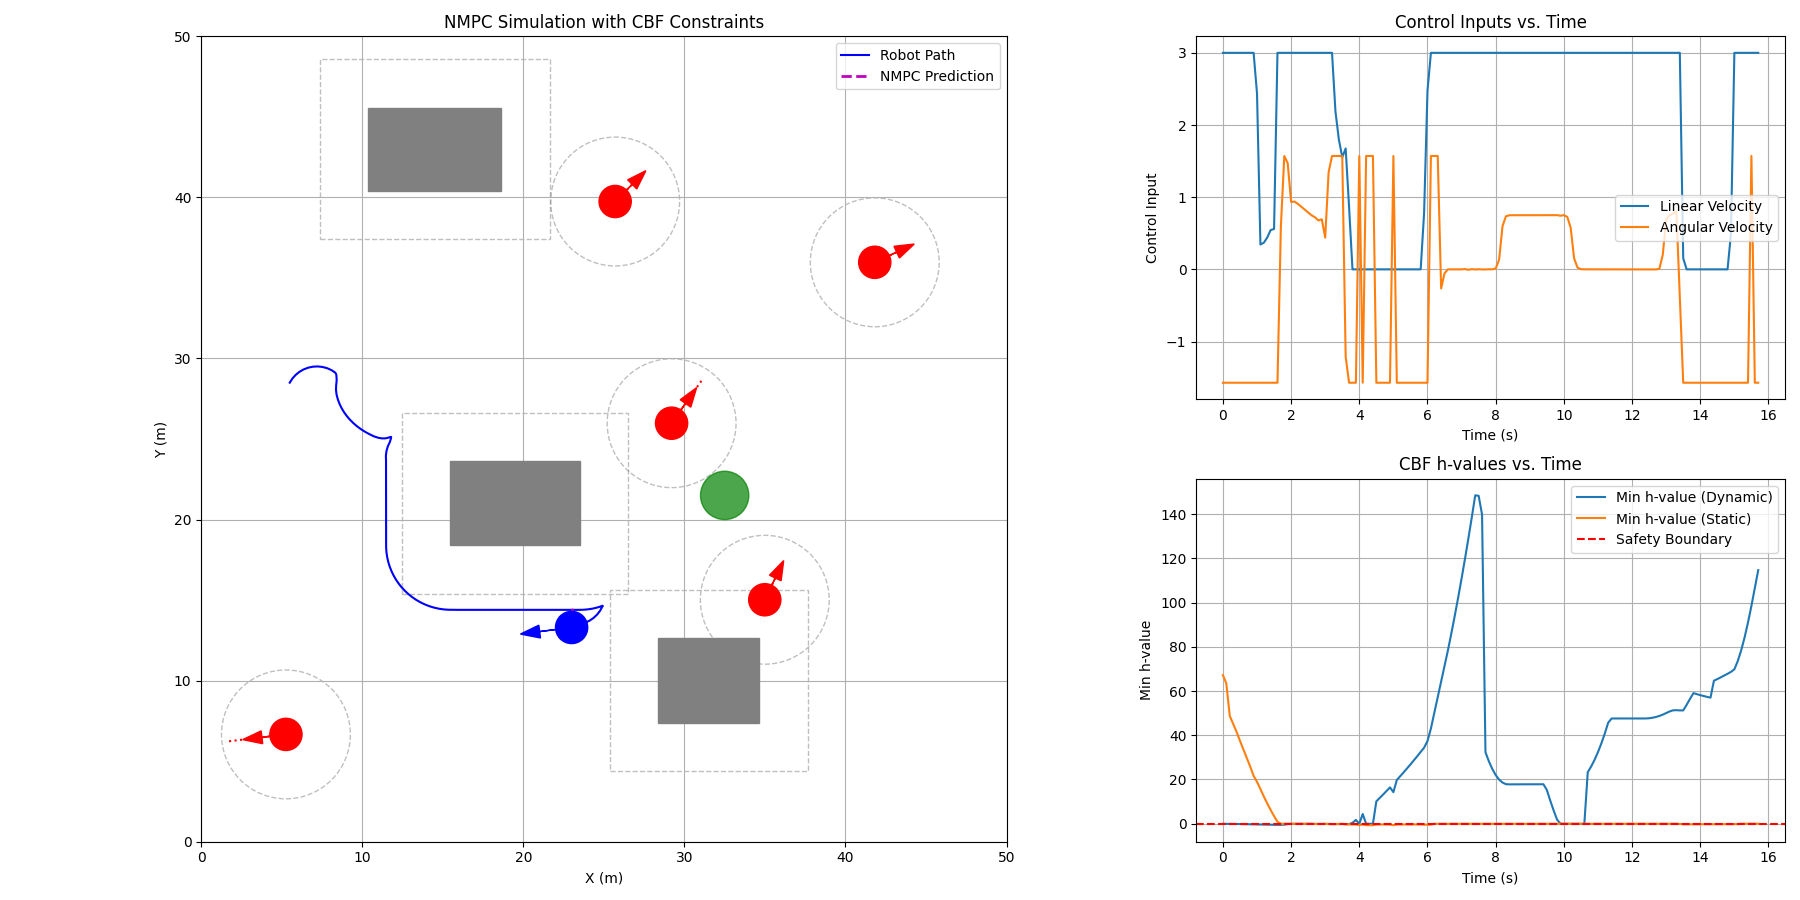 NMPC Simulation with CBF Constraints
Robot Path
NMPC Prediction
50
40
30
20
10
0
Y (m)
0 10 20 30 40 50
X (m)
Control Inputs vs. Time
Linear Velocity
Angular Velocity
3
2
1
0
−1
Control Input
0 2 4 6 8 10 12 14 16
Time (s)
CBF h-values vs. Time
Min h-value (Dynamic)
Min h-value (Static)
Safety Boundary
140
120
100
80
60
40
20
0
Min h-value
0 2 4 6 8 10 12 14 16
Time (s)